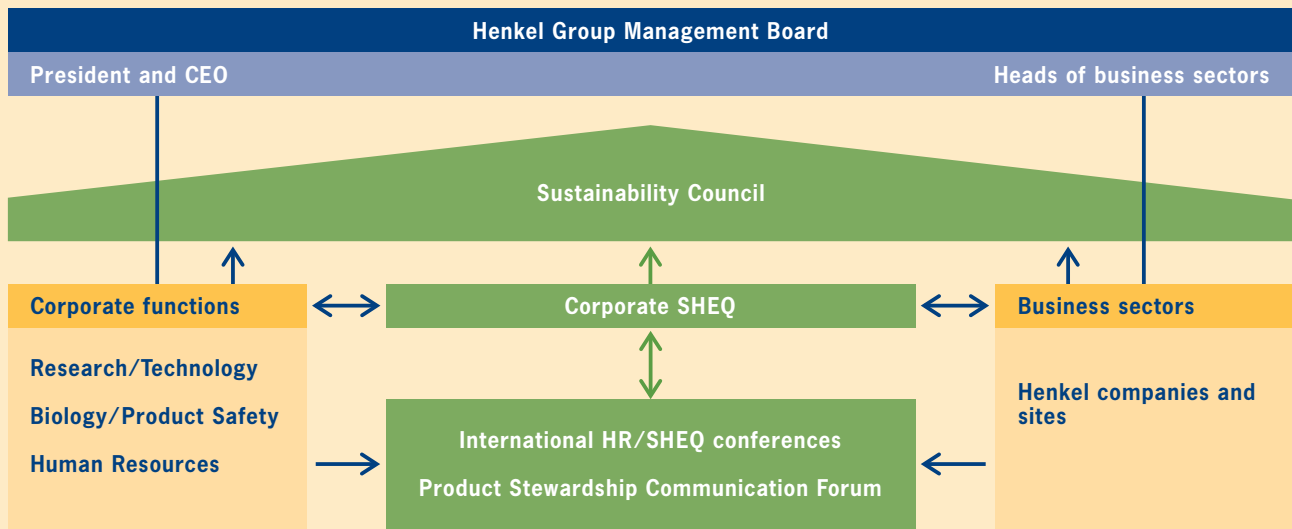 Henkel Group Management Board
President and CEO
Heads of business sectors
Sustainability Council
Corporate functions
Corporate SHEQ
Business sectors
Research/Technology
Biology/Product Safety
Human Resources
International HR/SHEQ conferences
Product Stewardship Communication Forum
Henkel companies and
sites